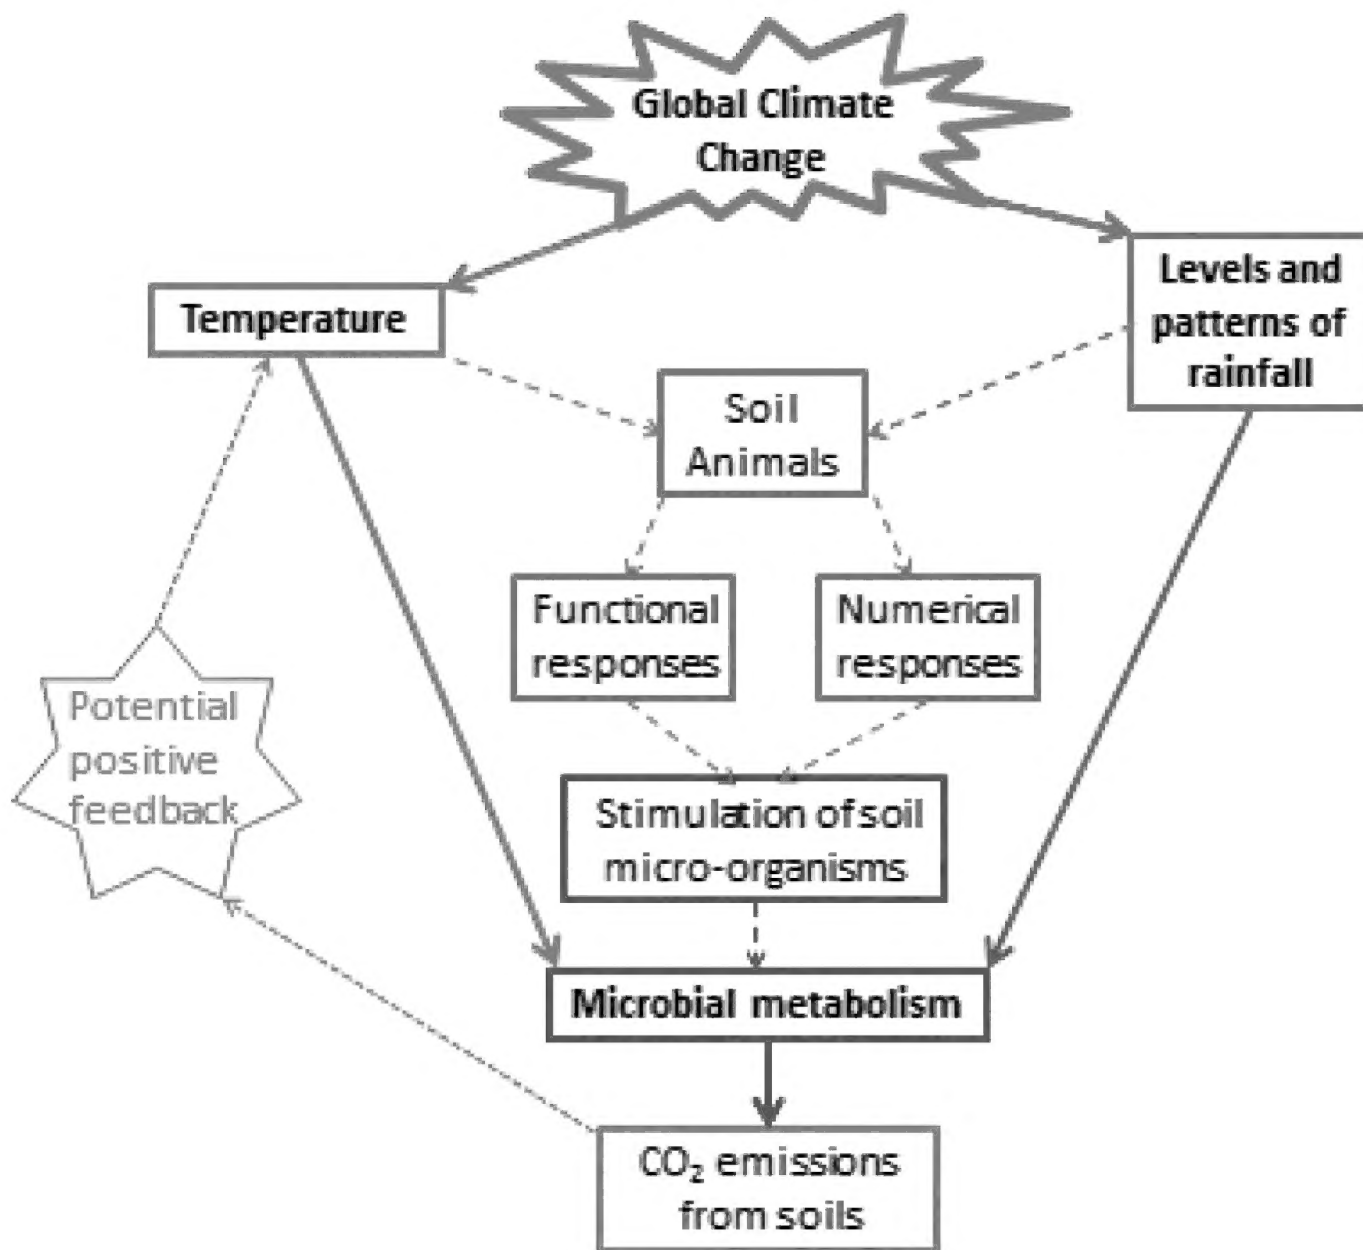 Global Climate
Change
Levels and
patterns of
rainfall
Temperature
Soil
Animals
Functional
responses
Numerical
responses
Potential
positive
feedback
Stimulation of soil
micro-organisms
Microbial metabolism
CO₂ emissions
from soils